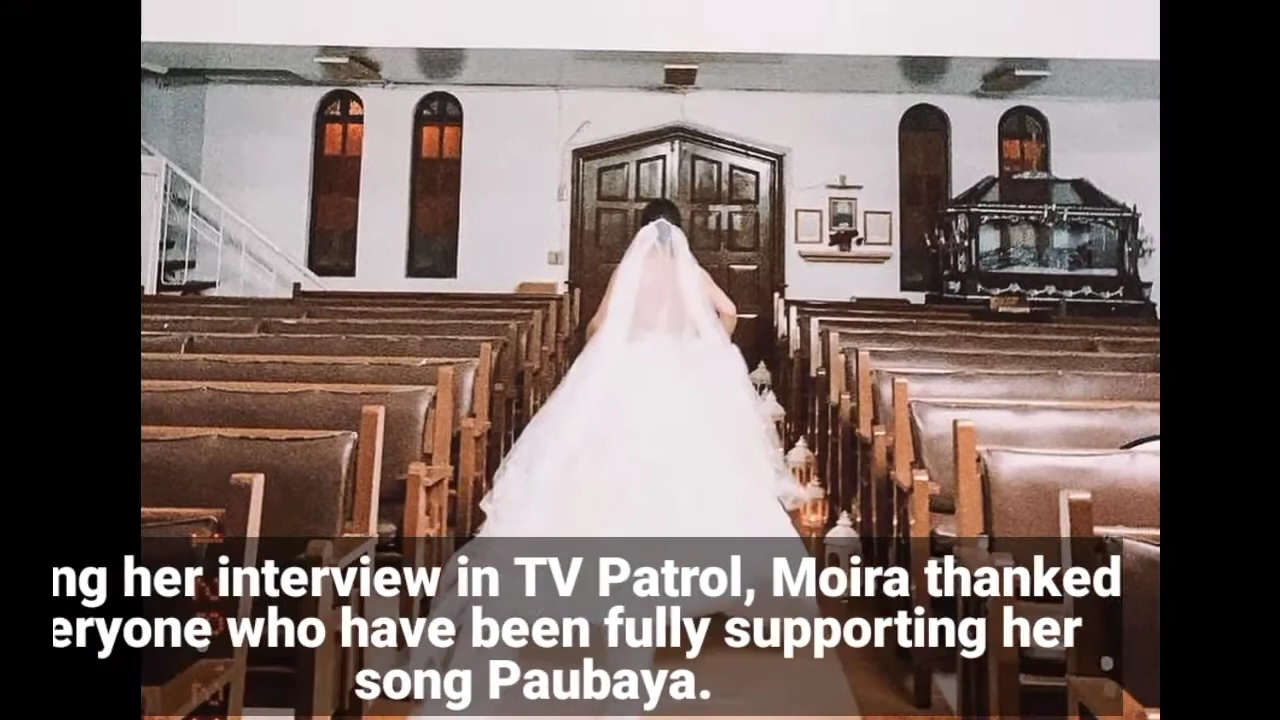 ng her interview in TV Patrol, Moira thanked
eryone who have been fully supporting her
song Paubaya.